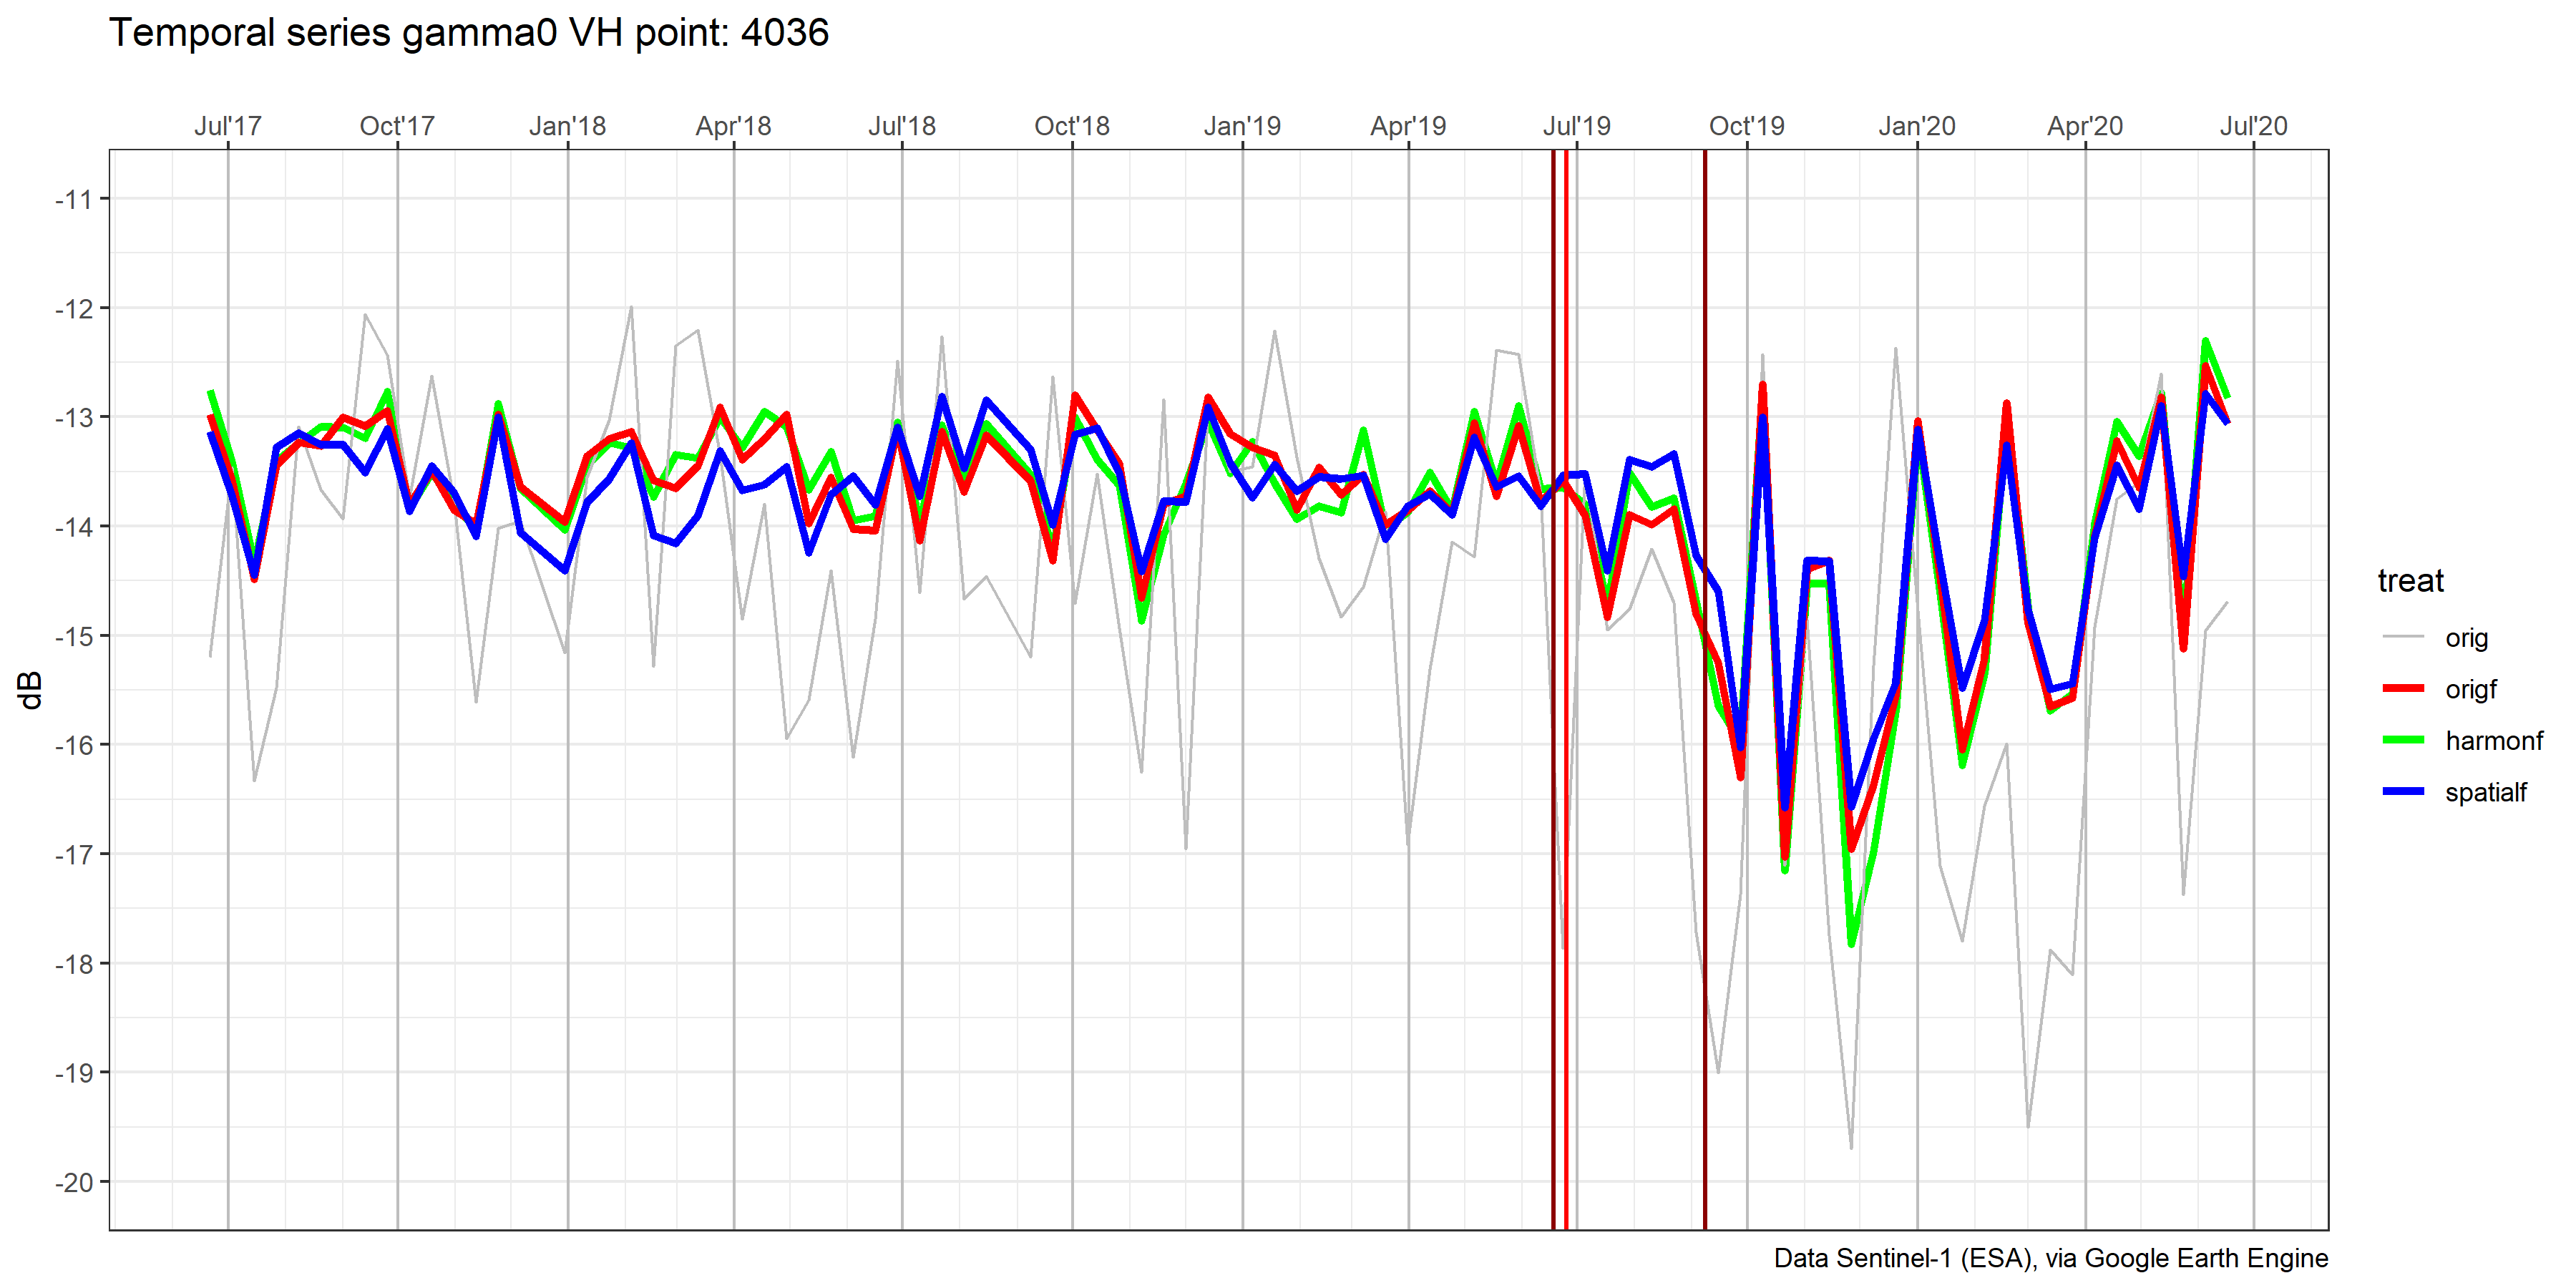 Temporal series gamma0 VH point: 4036
Jul'17 Oct'17 Jan'18 Apr'18 Jul'18 Oct'18 Jan'19 Apr'19 Jul'19 Oct'19 Jan'20 Apr'20 Jul'20
-11
-12
-13
-14
-15
-16
-17
-18
-19
-20
dB
treat
orig
origf
harmonf
spatialf
Data Sentinel-1 (ESA), via Google Earth Engine